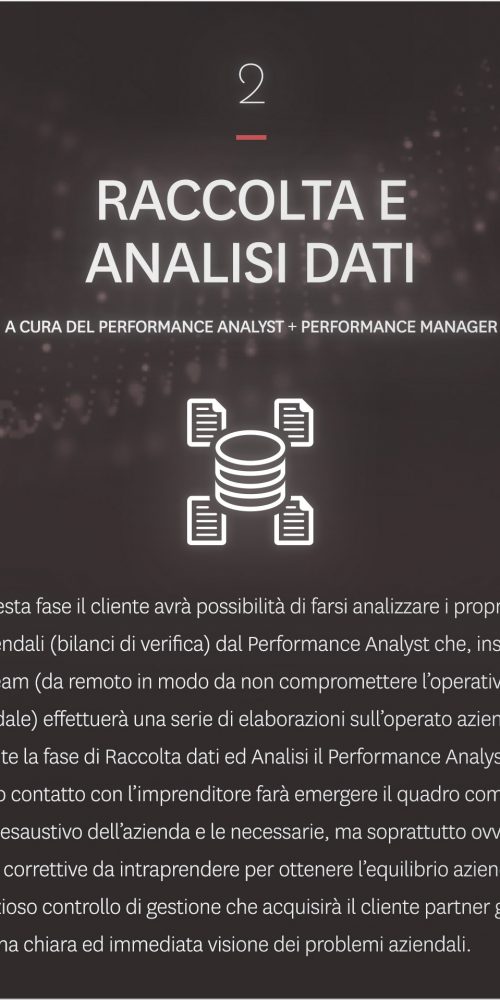 2
RACCOLTA E
ANALISI DATI
A CURA DEL PERFORMANCE ANALYST + PERFORMANCE MANAGER
esta fase il cliente avrà possibilità di farsi analizzare i propr
endali (bilanci di verifica) dal Performance Analyst che, ins
eam (da remoto in modo da non compromettere l’operativ
dale) effettuerà una serie di elaborazioni sull’operato azien
te la fase di Raccolta dati ed Analisi il Performance Analys
o contatto con l’imprenditore farà emergere il quadro com
esaustivo dell’azienda e le necessarie, ma soprattutto ovv
correttive da intraprendere per ottenere l’equilibrio azien
zioso controllo di gestione che acquisirà il cliente partner g
na chiara ed immediata visione dei problemi aziendali.